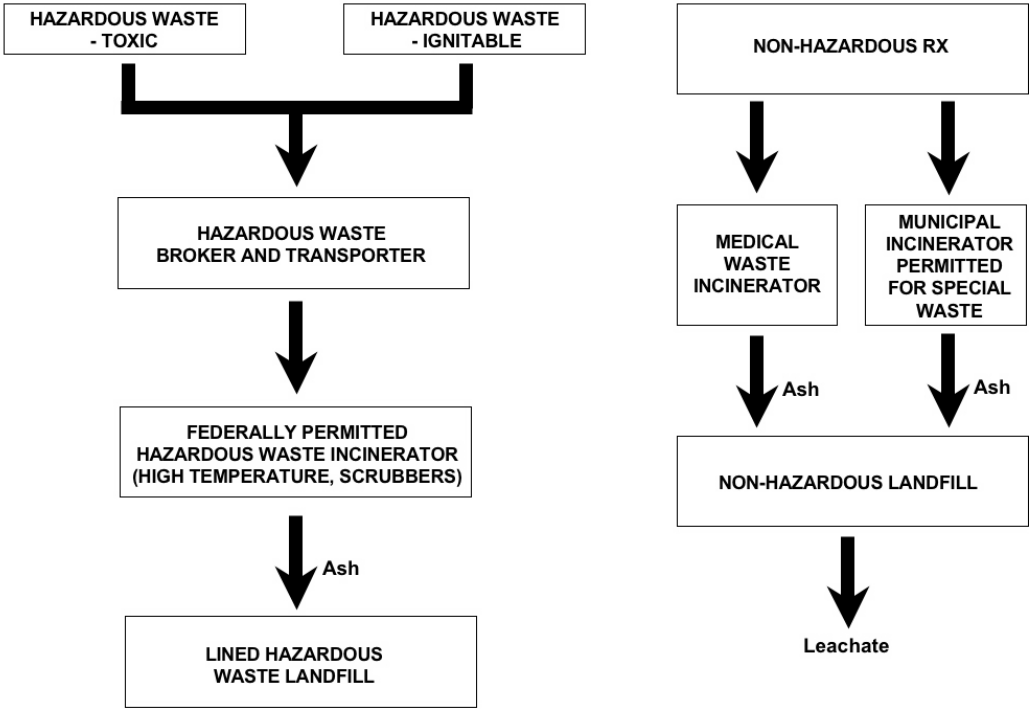 HAZARDOUS WASTE
- TOXIC
HAZARDOUS WASTE
- IGNITABLE
HAZARDOUS WASTE
BROKER AND TRANSPORTER
FEDERALLY PERMITTED
HAZARDOUS WASTE INCINERATOR
(HIGH TEMPERATURE, SCRUBBERS)
Ash
LINED HAZARDOUS
WASTE LANDFILL
NON-HAZARDOUS RX
MEDICAL
WASTE
INCINERATOR
MUNICIPAL
INCINERATOR
PERMITTED
FOR SPECIAL
WASTE
Ash
Ash
NON-HAZARDOUS LANDFILL
Leachate